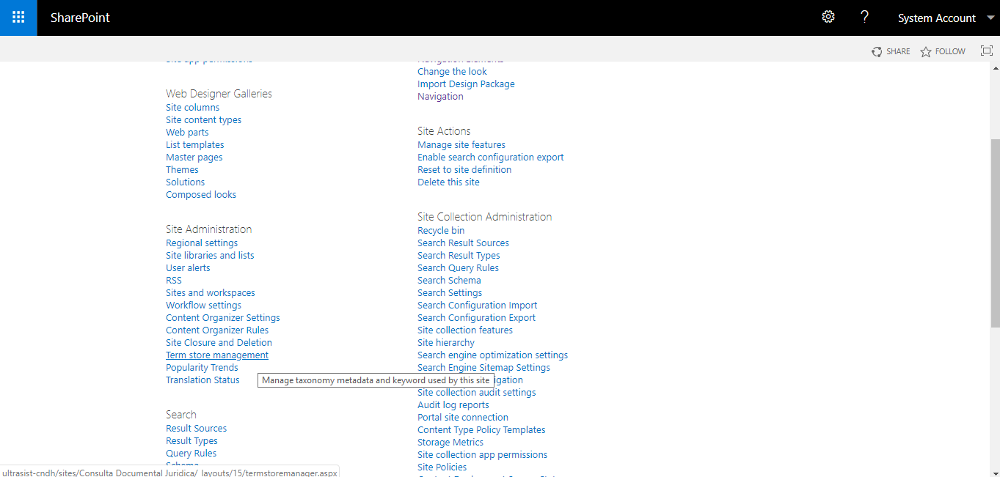 SharePoint
?
System Account
SHARE
FOLLOW
Site app permissions
Web Designer Galleries
Site columns
Site content types
Web parts
List templates
Master pages
Themes
Solutions
Composed looks
Site Administration
Regional settings
Site libraries and lists
User alerts
RSS
Sites and workspaces
Workflow settings
Content Organizer Settings
Content Organizer Rules
Site Closure and Deletion
Term store management
Popularity Trends
Translation Status
Manage taxonomy metadata and keyword used by this site
Search
Result Sources
Result Types
Query Rules
Schema
Navigation Elements
Change the look
Import Design Package
Navigation
Site Actions
Manage site features
Enable search configuration export
Reset to site definition
Delete this site
Site Collection Administration
Recycle bin
Search Result Sources
Search Result Types
Search Query Rules
Search Schema
Search Settings
Search Configuration Import
Search Configuration Export
Site collection features
Site hierarchy
Search engine optimization settings
Search Engine Sitemap Settings
igation
Site collection audit settings
Audit log reports
Portal site connection
Content Type Policy Templates
Storage Metrics
Site collection app permissions
Site Policies
ultrasist-cndh/sites/Consulta Documental Juridica/_layouts/15/termstoremanager.aspx